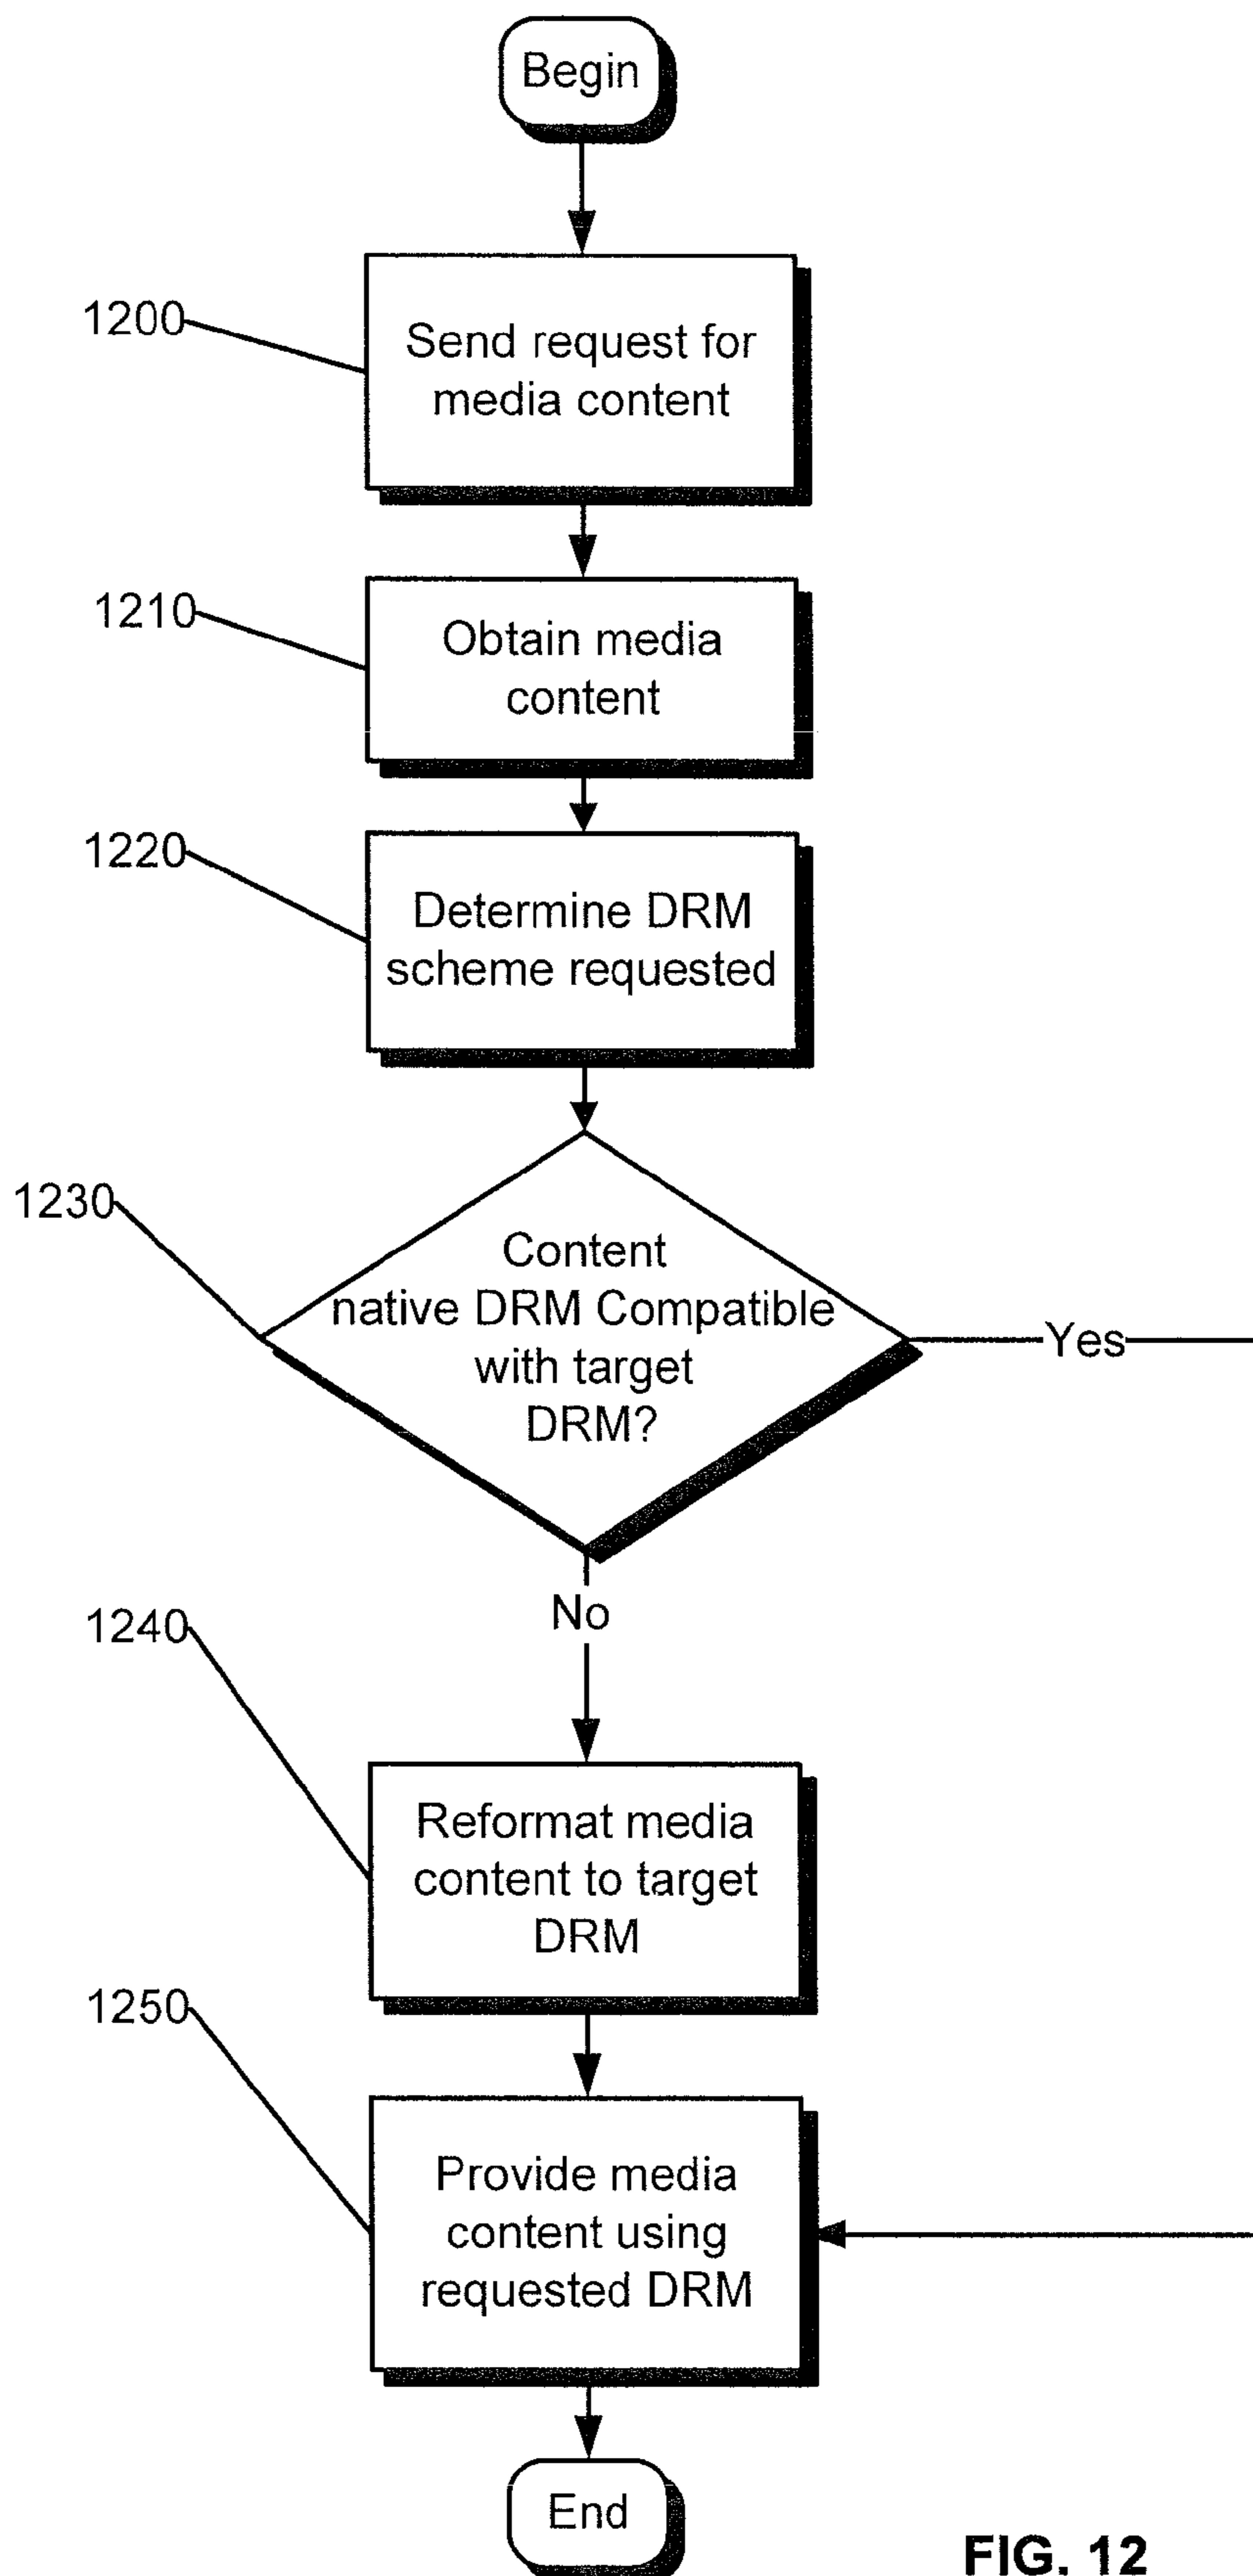 Begin
1200
Send request for
media content
1210
Obtain media
content
1220
Determine DRM
scheme requested
1230
Content
native DRM Compatible
with target
DRM?
Yes
No
1240
Reformat media
content to target
DRM
1250
Provide media
content using
requested DRM
End
FIG. 12